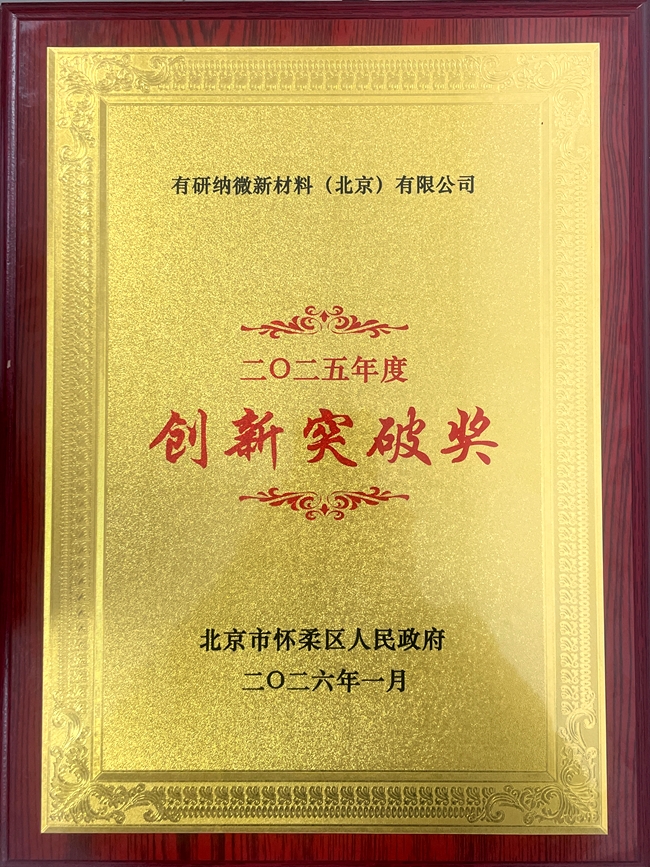 有研纳微新材料（北京）有限公司
二〇二五年度
创新突破奖
北京市怀柔区人民政府
二〇二六年一月